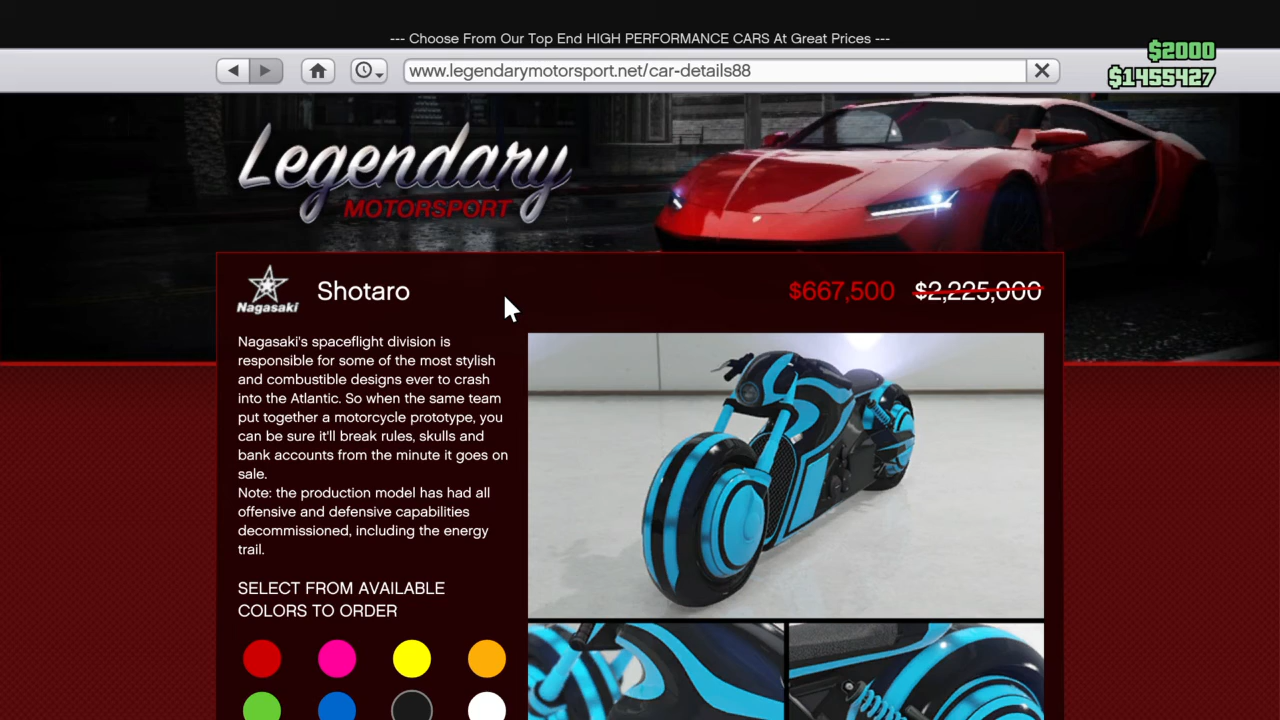 --- Choose From Our Top End HIGH PERFORMANCE CARS At Great Prices ---
$2000
www.legendarymotorsport.net/car-details88
$1455427
Legendary
MOTORSPORT
Nagasaki
Shotaro
$667,500 $2,225,000
Nagasaki's spaceflight division is
responsible for some of the most stylish
and combustible designs ever to crash
into the Atlantic. So when the same team
put together a motorcycle prototype, you
can be sure it'll break rules, skulls and
bank accounts from the minute it goes on
sale.
Note: the production model has had all
offensive and defensive capabilities
decommissioned, including the energy
trail.
SELECT FROM AVAILABLE
COLORS TO ORDER